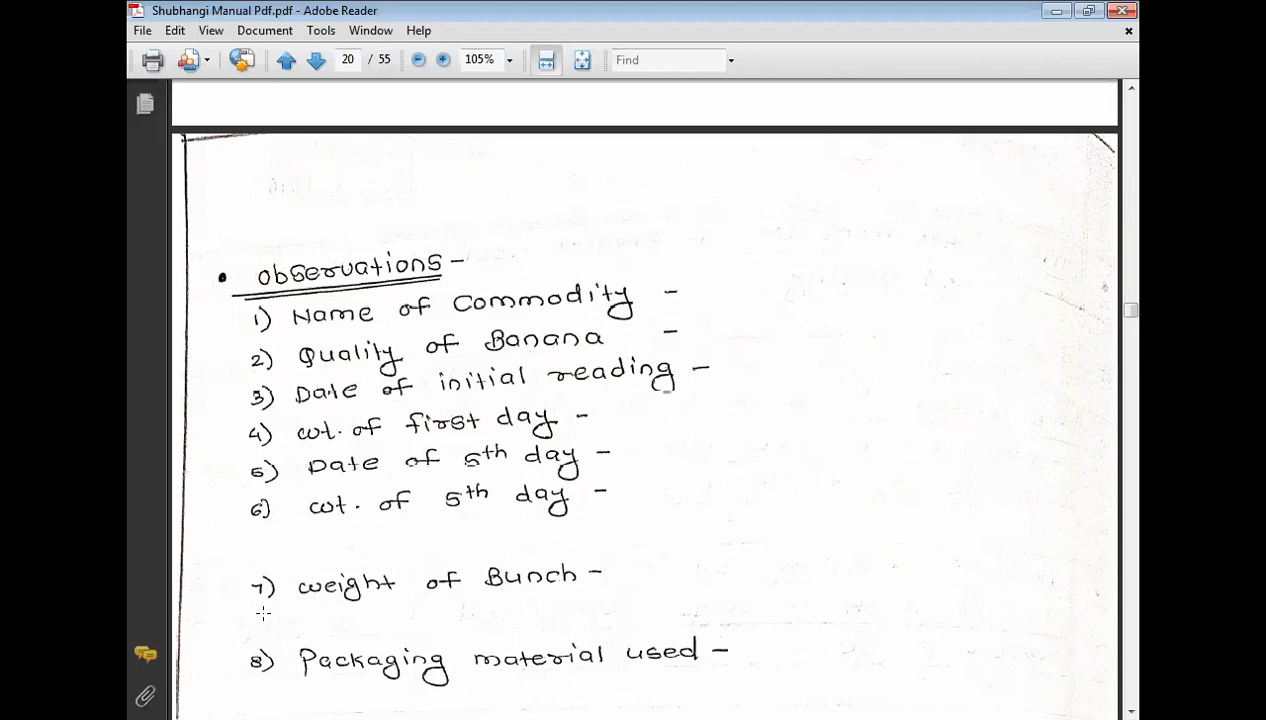 Shubhangi Manual Pdf.pdf - Adobe Reader
File Edit View Document Tools Window Help
20 / 55 105% Find
• observations -
1) Name of Commodity -
2) Quality of Banana -
3) Date of initial reading -
4) wt. of first day -
5) Date of 5th day -
6) wt. of 5th day -
7) weight of Bunch -
8) Packaging material used -